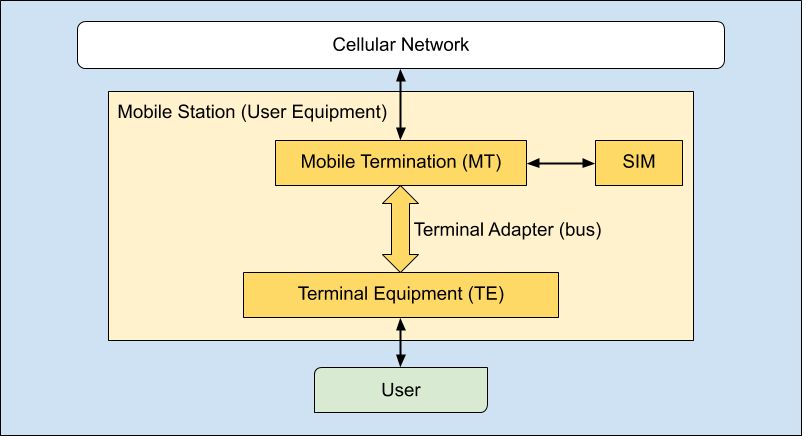 Cellular Network
Mobile Station (User Equipment)
Mobile Termination (MT)
SIM
Terminal Adapter (bus)
Terminal Equipment (TE)
User